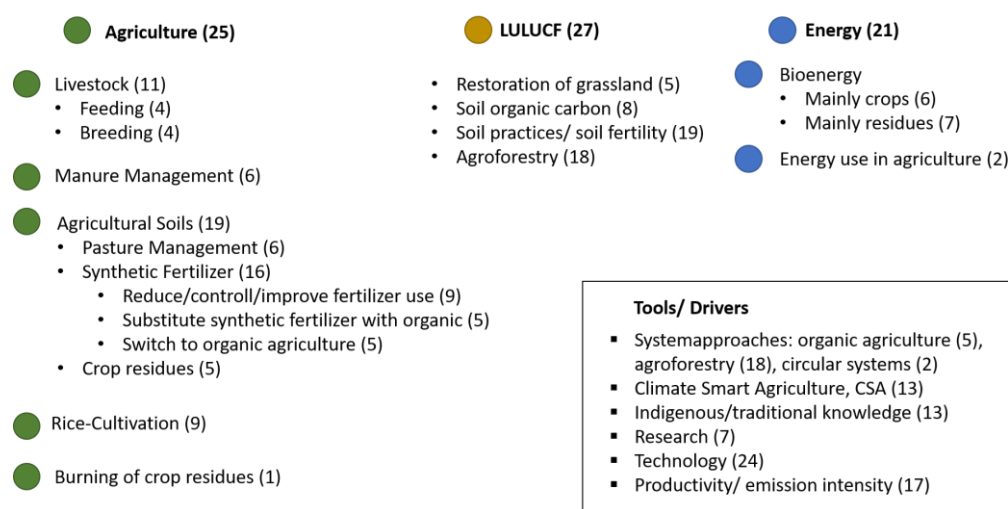 Agriculture (25)
Livestock (11)
• Feeding (4)
• Breeding (4)
Manure Management (6)
Agricultural Soils (19)
• Pasture Management (6)
• Synthetic Fertilizer (16)
• Reduce/controll/improve fertilizer use (9)
• Substitute synthetic fertilizer with organic (5)
• Switch to organic agriculture (5)
• Crop residues (5)
Rice-Cultivation (9)
Burning of crop residues (1)
LULUCF (27)
• Restoration of grassland (5)
• Soil organic carbon (8)
• Soil practices/ soil fertility (19)
• Agroforestry (18)
Energy (21)
Bioenergy
• Mainly crops (6)
• Mainly residues (7)
Energy use in agriculture (2)
Tools/ Drivers
▪ Systemapproaches: organic agriculture (5),
agroforestry (18), circular systems (2)
▪ Climate Smart Agriculture, CSA (13)
▪ Indigenous/traditional knowledge (13)
▪ Research (7)
▪ Technology (24)
▪ Productivity/ emission intensity (17)